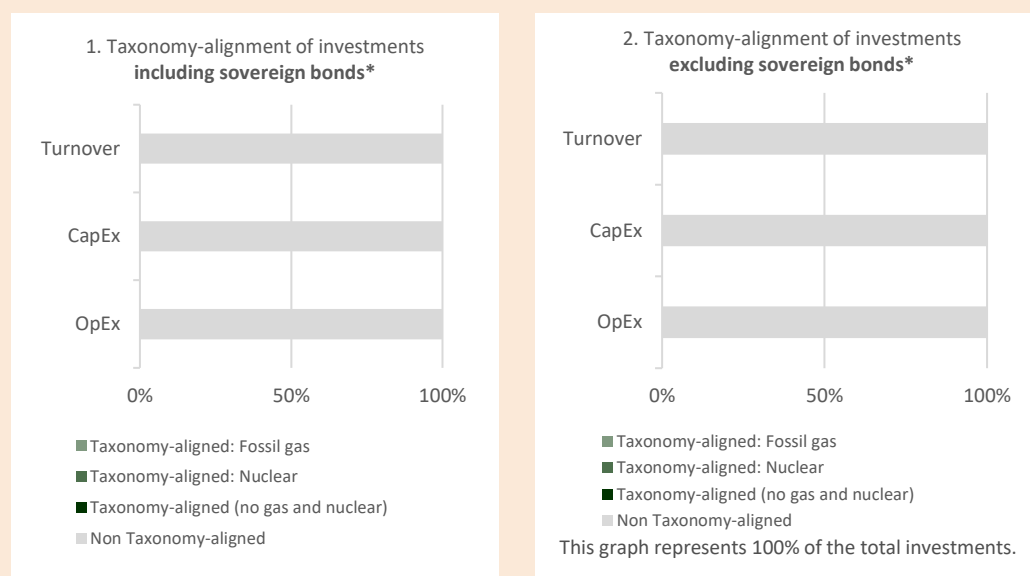 1. Taxonomy-alignment of investments
including sovereign bonds*
Turnover
CapEx
OpEx
0% 50% 100%
Taxonomy-aligned: Fossil gas
Taxonomy-aligned: Nuclear
Taxonomy-aligned (no gas and nuclear)
Non Taxonomy-aligned
2. Taxonomy-alignment of investments
excluding sovereign bonds*
Turnover
CapEx
OpEx
0% 50% 100%
Taxonomy-aligned: Fossil gas
Taxonomy-aligned: Nuclear
Taxonomy-aligned (no gas and nuclear)
Non Taxonomy-aligned
This graph represents 100% of the total investments.